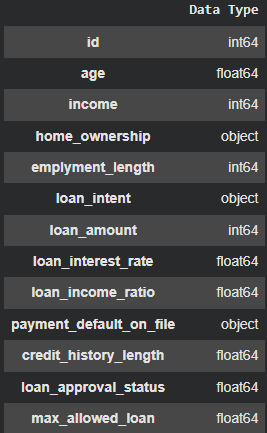 Data Type
id int64
age float64
income int64
home_ownership object
emplyment_length int64
loan_intent object
loan_amount int64
loan_interest_rate float64
loan_income_ratio float64
payment_default_on_file object
credit_history_length float64
loan_approval_status float64
max_allowed_loan float64